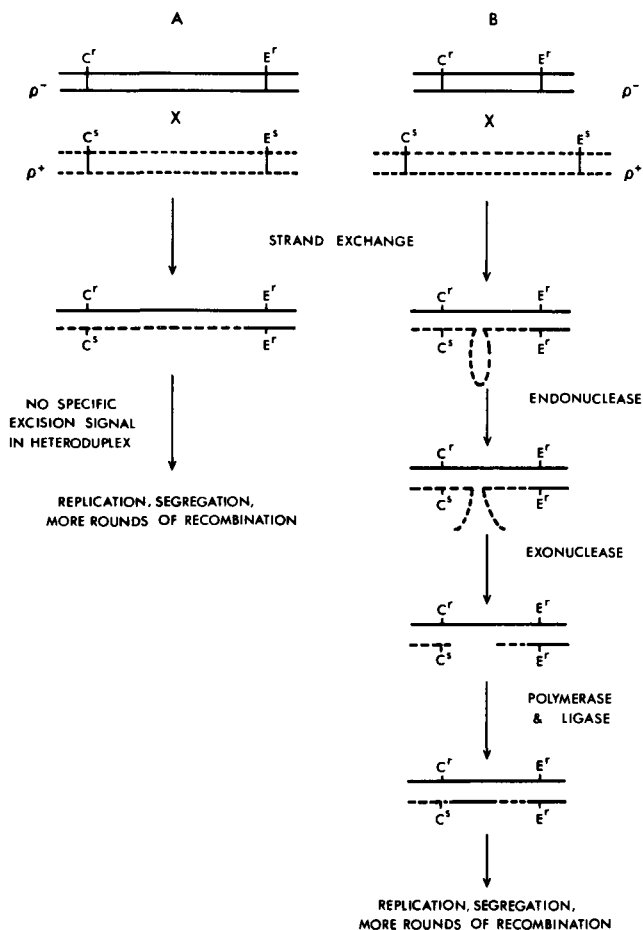 A
C^r E^r
ρ^-
X
C^s E^s
ρ^+
C^r E^r
C^s E^r
NO SPECIFIC
EXCISION SIGNAL
IN HETERODUPLEX
REPLICATION, SEGREGATION,
MORE ROUNDS OF RECOMBINATION
STRAND EXCHANGE
B
C^r E^r
ρ^-
X
C^s E^s
ρ^+
C^r E^r
C^s E^r
ENDONUCLEASE
C^r E^r
C^s E^r
EXONUCLEASE
C^r E^r
C^s E^r
POLYMERASE
& LIGASE
C^r E^r
C^s E^r
REPLICATION, SEGREGATION,
MORE ROUNDS OF RECOMBINATION